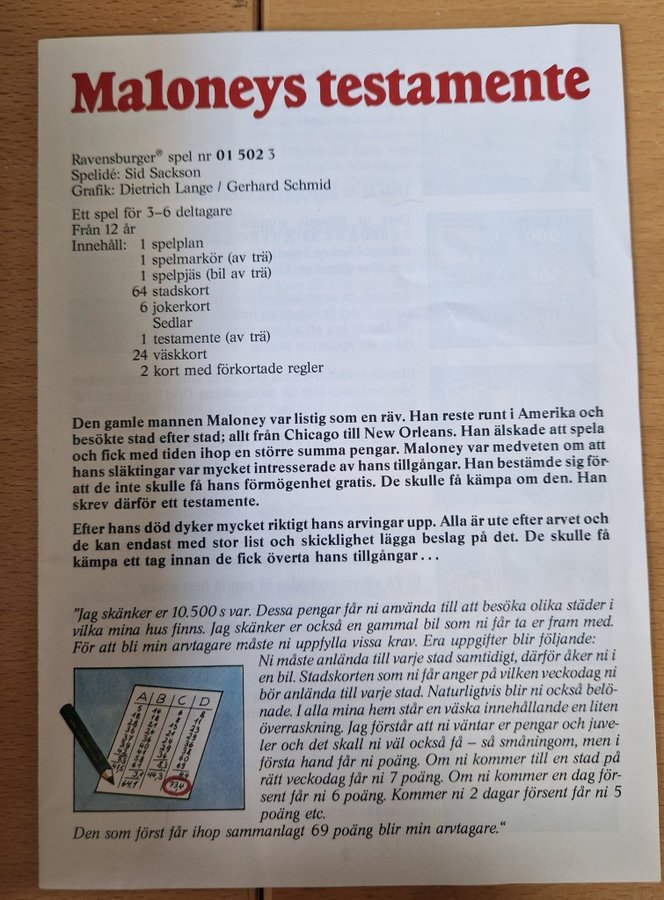 Maloneys testamente
Ravensburger® spel nr 01 502 3
Spelidé: Sid Sackson
Grafik: Dietrich Lange / Gerhard Schmid
Ett spel för 3–6 deltagare
Från 12 år
Innehåll: 1 spelplan
1 spelmarkör (av trä)
1 spelpjäs (bil av trä)
64 stadskort
6 jokerkort
Sedlar
1 testamente (av trä)
24 väskkort
2 kort med förkortade regler
Den gamle mannen Maloney var listig som en räv. Han reste runt i Amerika och
besökte stad efter stad; allt från Chicago till New Orleans. Han älskade att spela
och fick med tiden ihop en större summa pengar. Maloney var medveten om att
hans släktingar var mycket intresserade av hans tillgångar. Han bestämde sig för-
att de inte skulle få hans förmögenhet gratis. De skulle få kämpa om den. Han
skrev därför ett testamente.
Efter hans död dyker mycket riktigt hans arvingar upp. Alla är ute efter arvet och
de kan endast med stor list och skicklighet lägga beslag på det. De skulle få
kämpa ett tag innan de fick överta hans tillgångar...
"Jag skänker er 10.500 s var. Dessa pengar får ni använda till att besöka olika städer i
vilka mina hus finns. Jag skänker er också en gammal bil som ni får ta er fram med.
För att bli min arvtagare måste ni uppfylla vissa krav. Era uppgifter blir följande:
Ni måste anlända till varje stad samtidigt, därför åker ni i
en bil. Stadskorten som ni får anger på vilken veckodag ni
bör anlända till varje stad. Naturligtvis blir ni också belö-
nade. I alla mina hem står en väska innehållande en liten
överraskning. Jag förstår att ni väntar er pengar och juve-
ler och det skall ni väl också få – så småningom, men i
första hand får ni poäng. Om ni kommer till en stad på
rätt veckodag får ni 7 poäng. Om ni kommer en dag för-
sent får ni 6 poäng. Kommer ni 2 dagar försent får ni 5
poäng etc.
Den som först får ihop sammanlagt 69 poäng blir min arvtagare."
A B C D